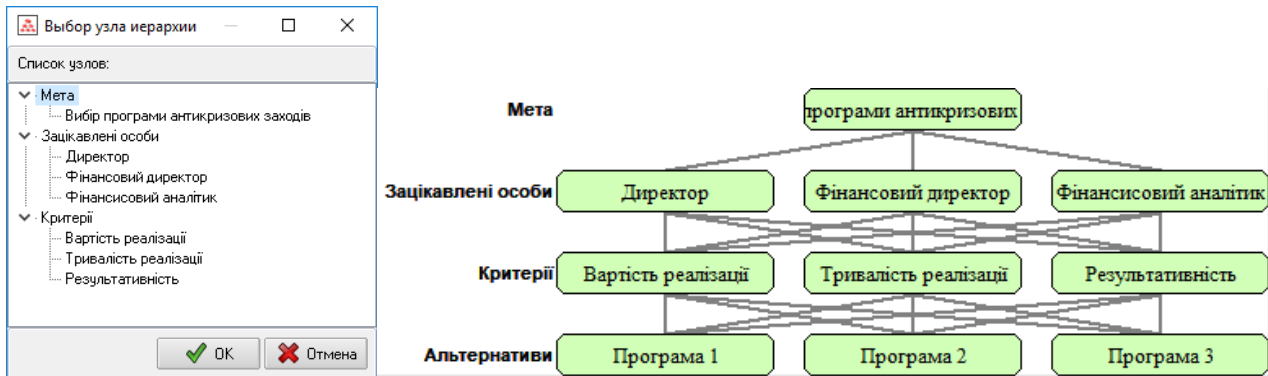 Выбор узла иерархии
Список узлов:
Мета
Вибір програми антикризових заходів
Зацікавлені особи
Директор
Фінансовий директор
Фінансисовий аналітик
Критерії
Вартість реалізації
Тривалість реалізації
Результативність
OK
Отмена
Мета
програми антикризових
Зацікавлені особи
Директор
Фінансовий директор
Фінансисовий аналітик
Критерії
Вартість реалізації
Тривалість реалізації
Результативність
Альтернативи
Програма 1
Програма 2
Програма 3